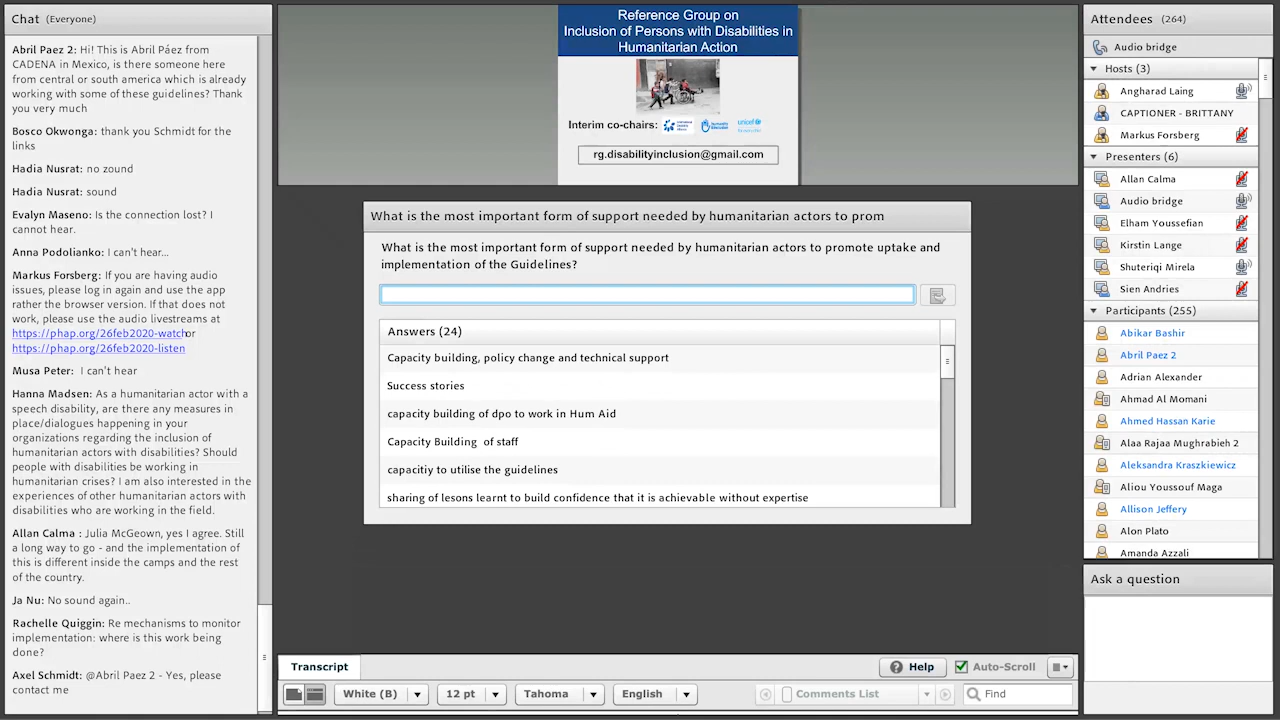 Chat (Everyone)
Abril Paez 2: Hi! This is Abril Páez from
CADENA in Mexico, is there someone here
from central or south america which is already
working with some of these guidelines? Thank
you very much
Bosco Okwonga: thank you Schmidt for the
links
Hadia Nusrat: no zound
Hadia Nusrat: sound
Evalyn Maseno: Is the connection lost? I
cannot hear.
Anna Podolianko: I can't hear...
Markus Forsberg: If you are having audio
issues, please log in again and use the app
rather the browser version. If that does not
work, please use the audio livestreams at
https://phap.org/26feb2020-watchor
https://phap.org/26feb2020-listen
Musa Peter: I can't hear
Hanna Madsen: As a humanitarian actor with a
speech disability, are there any measures in
place/dialogues happening in your
organizations regarding the inclusion of
humanitarian actors with disabilities? Should
people with disabilities be working in
humanitarian crises? I am also interested in the
experiences of other humanitarian actors with
disabilities who are working in the field.
Allan Calma : Julia McGeown, yes I agree. Still
a long way to go - and the implementation of
this is different inside the camps and the rest
of the country.
Ja Nu: No sound again..
Rachelle Quiggin: Re mechanisms to monitor
implementation: where is this work being
done?
Axel Schmidt: @Abril Paez 2 - Yes, please
contact me
Reference Group on
Inclusion of Persons with Disabilities in
Humanitarian Action
Interim co-chairs:
unicef
rg.disabilityinclusion@gmail.com
What is the most important form of support needed by humanitarian actors to prom
What is the most important form of support needed by humanitarian actors to promote uptake and
implementation of the Guidelines?
Answers (24)
Capacity building, policy change and technical support
Success stories
capacity building of dpo to work in Hum Aid
Capacity Building of staff
capacitiy to utilise the guidelines
sharing of lesons learnt to build confidence that it is achievable without expertise
Transcript
Help
Auto-Scroll
White (B)
12 pt
Tahoma
English
Comments List
Find
Attendees (264)
Audio bridge
Hosts (3)
Angharad Laing
CAPTIONER - BRITTANY
Markus Forsberg
Presenters (6)
Allan Calma
Audio bridge
Elham Youssefian
Kirstin Lange
Shuteriqi Mirela
Sien Andries
Participants (255)
Abikar Bashir
Abril Paez 2
Adrian Alexander
Ahmad Al Momani
Ahmed Hassan Karie
Alaa Rajaa Mughrabieh 2
Aleksandra Kraszkiewicz
Aliou Youssouf Maga
Allison Jeffery
Alon Plato
Amanda Azzali
Ask a question